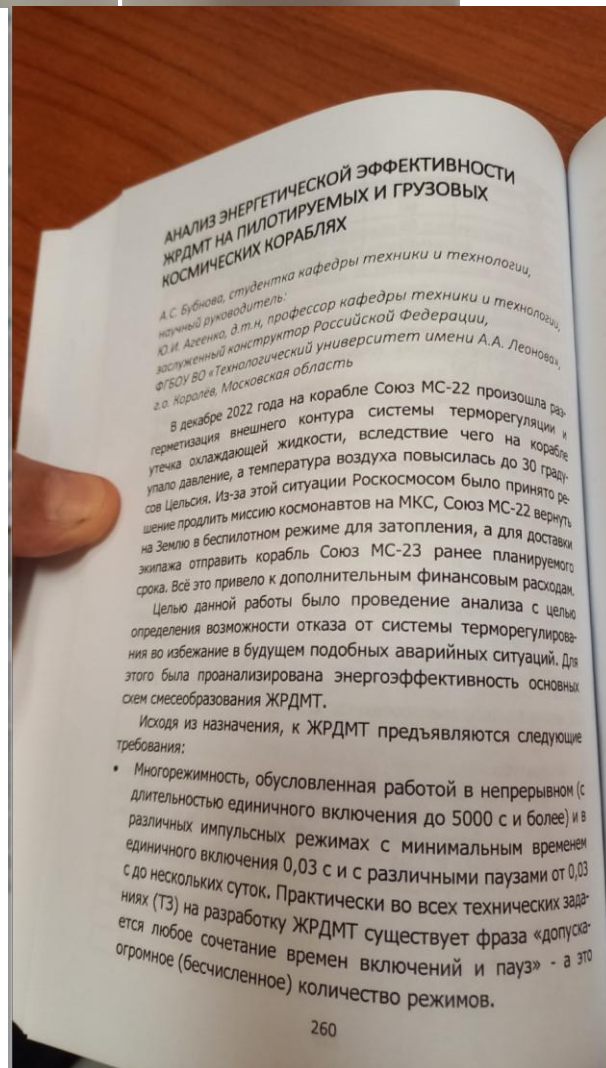 АНАЛИЗ ЭНЕРГЕТИЧЕСКОЙ ЭФФЕКТИВНОСТИ
ЖРДМТ НА ПИЛОТИРУЕМЫХ И ГРУЗОВЫХ
КОСМИЧЕСКИХ КОРАБЛЯХ
А.С. Бубнова, студентка кафедры техники и технологии,
научный руководитель:
Ю.И. Агеенко, д.т.н, профессор кафедры техники и технологии,
заслуженный конструктор Российской Федерации,
ФГБОУ ВО «Технологический университет имени А.А. Леонова»,
г.о. Королёв, Московская область
В декабре 2022 года на корабле Союз МС-22 произошла раз-
герметизация внешнего контура системы терморегуляции и
утечка охлаждающей жидкости, вследствие чего на корабле
упало давление, а температура воздуха повысилась до 30 граду-
сов Цельсия. Из-за этой ситуации Роскосмосом было принято ре-
шение продлить миссию космонавтов на МКС, Союз МС-22 вернуть
на Землю в беспилотном режиме для затопления, а для доставки
экипажа отправить корабль Союз МС-23 ранее планируемого
срока. Всё это привело к дополнительным финансовым расходам.
Целью данной работы было проведение анализа с целью
определения возможности отказа от системы терморегулирова-
ния во избежание в будущем подобных аварийных ситуаций. Для
этого была проанализирована энергоэффективность основных
схем смесеобразования ЖРДМТ.
Исходя из назначения, к ЖРДМТ предъявляются следующие
требования:
• Многорежимность, обусловленная работой в непрерывном (с
длительностью единичного включения до 5000 с и более) и в
различных импульсных режимах с минимальным временем
единичного включения 0,03 с и с различными паузами от 0,03
с до нескольких суток. Практически во всех технических зада-
ниях (ТЗ) на разработку ЖРДМТ существует фраза «допуска-
ется любое сочетание времен включений и пауз» - а это
огромное (бесчисленное) количество режимов.
260